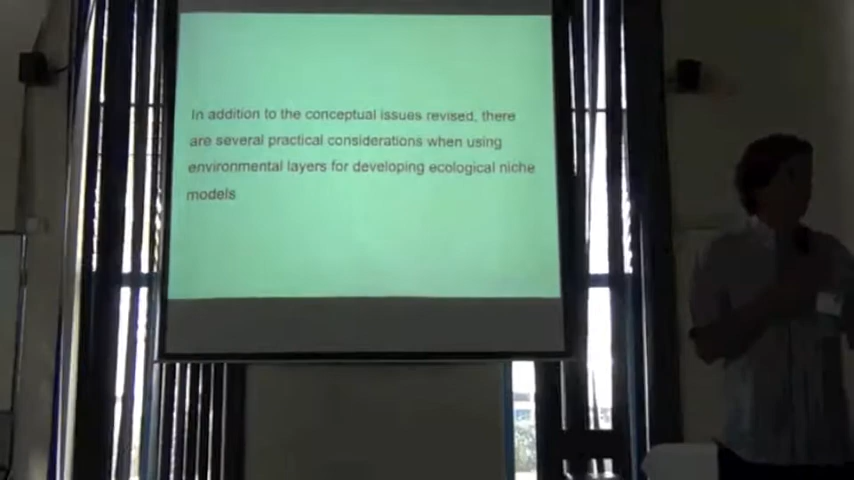 In addition to the conceptual issues revised, there
are several practical considerations when using
environmental layers for developing ecological niche
models